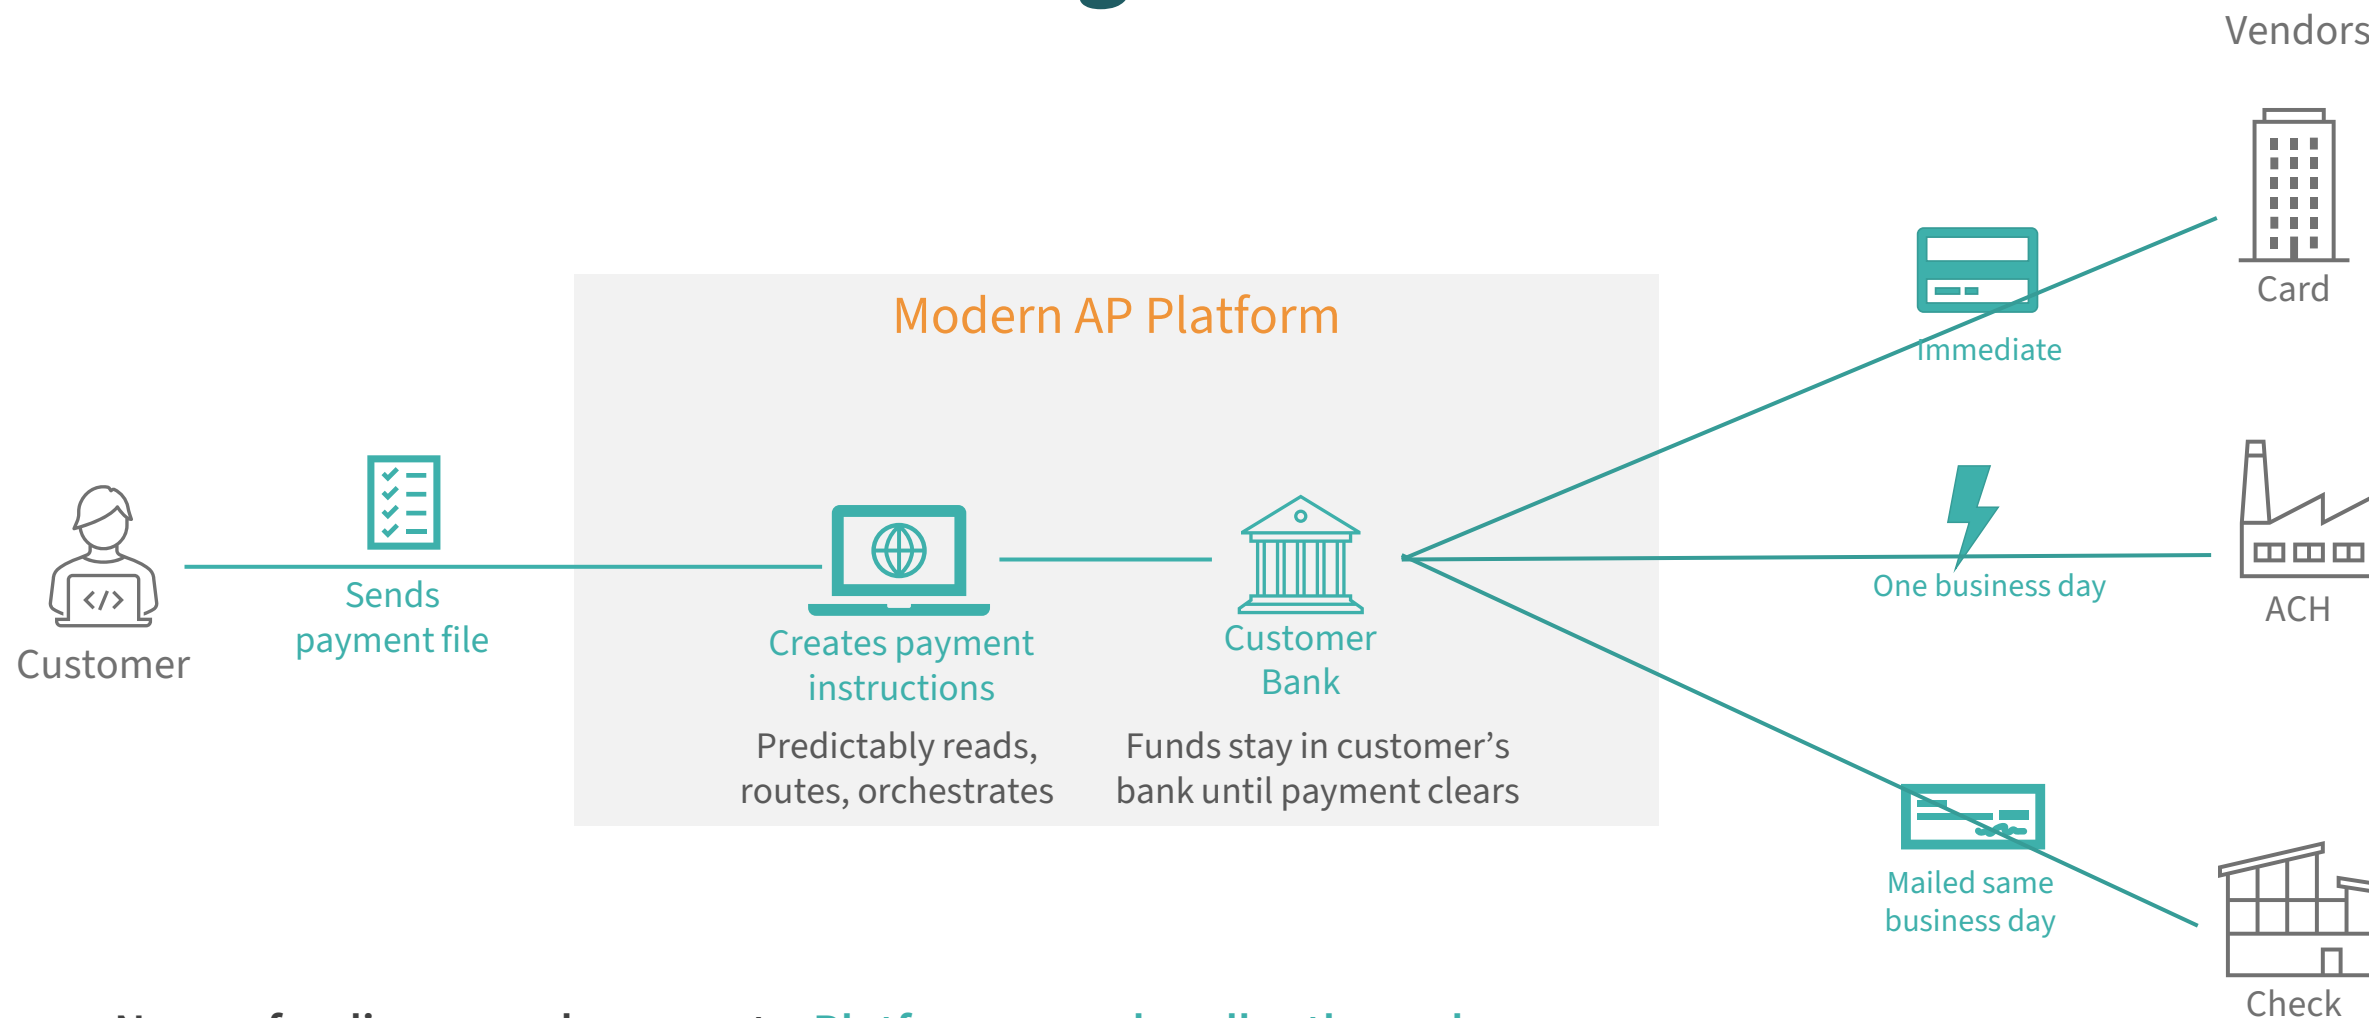 Vendors
Card
Modern AP Platform
Immediate
One business day
ACH
Sends
payment file
Customer
Creates payment
instructions
Customer
Bank
Predictably reads,
routes, orchestrates
Funds stay in customer’s
bank until payment clears
Mailed same
business day
Check